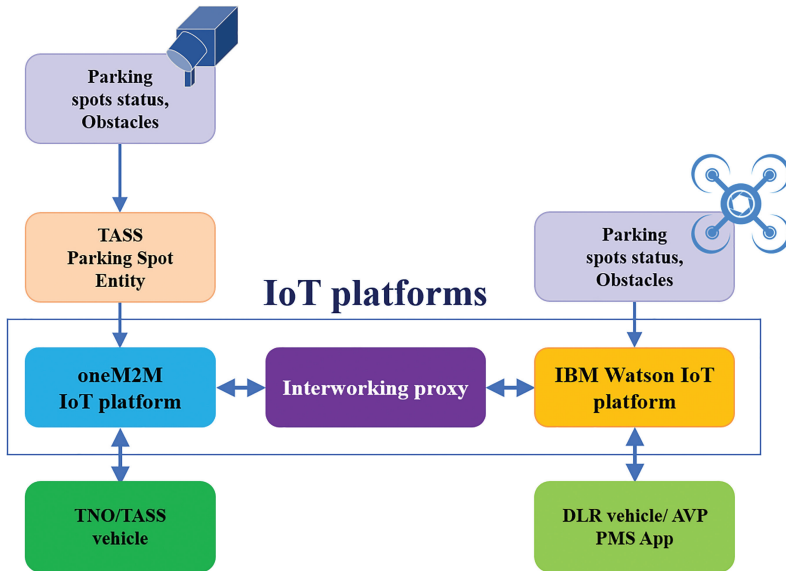 Parking
spots status,
Obstacles
TASS
Parking Spot
Entity
Parking
spots status,
Obstacles
IoT platforms
oneM2M
IoT platform
Interworking proxy
IBM Watson IoT
platform
TNO/TASS
vehicle
DLR vehicle/ AVP
PMS App